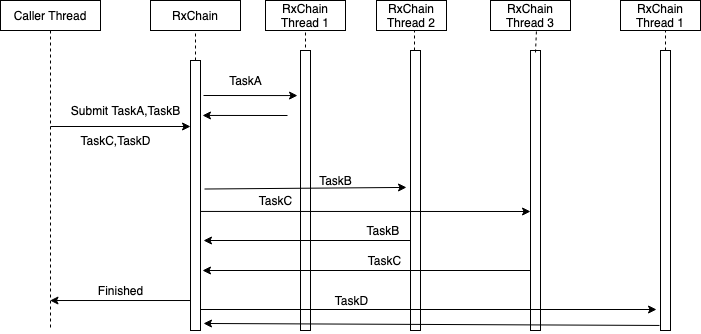 Caller Thread
RxChain
RxChain
Thread 1
RxChain
Thread 2
RxChain
Thread 3
RxChain
Thread 1
TaskA
Submit TaskA,TaskB
TaskC,TaskD
TaskB
TaskC
TaskB
TaskC
Finished
TaskD